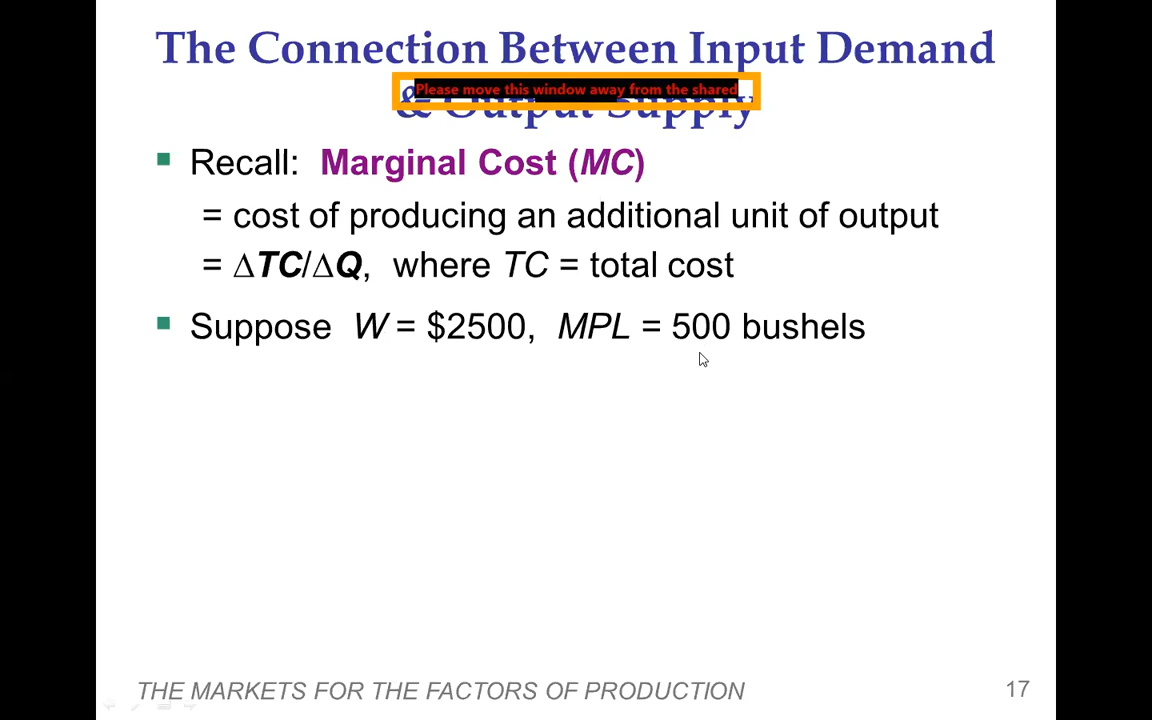 The Connection Between Input Demand
Please move this window away from the shared
& Output Supply
Recall: Marginal Cost (MC)
= cost of producing an additional unit of output
= ∆TC/∆Q, where TC = total cost
Suppose W = $2500, MPL = 500 bushels
THE MARKETS FOR THE FACTORS OF PRODUCTION
17